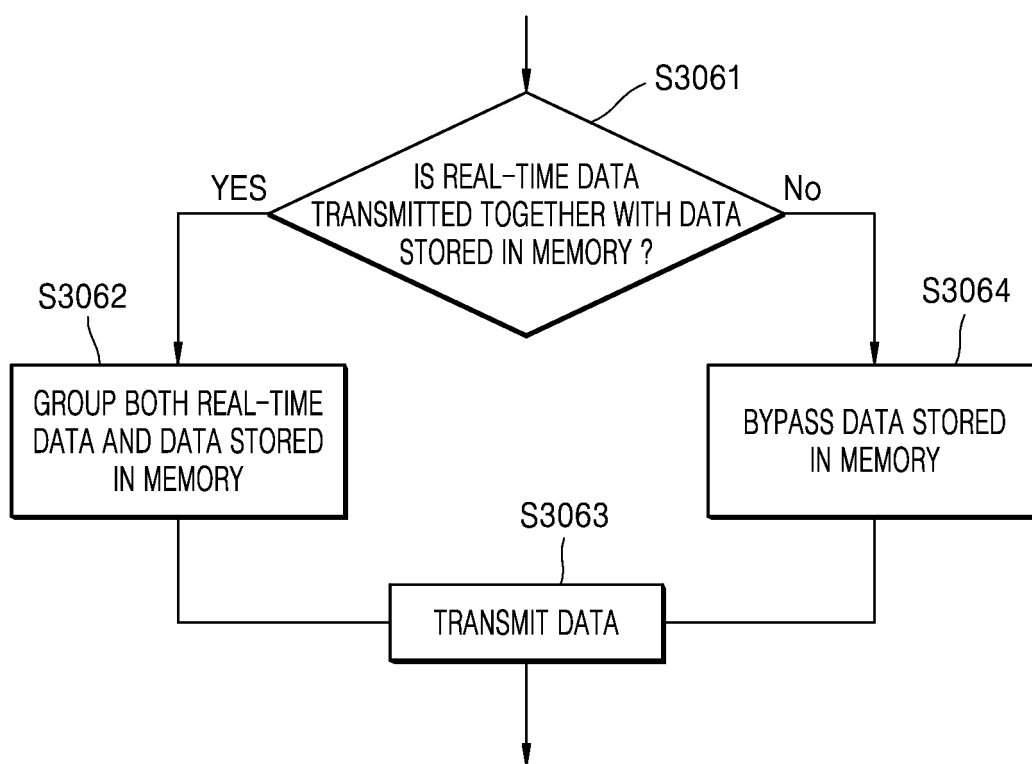 S3061
IS REAL-TIME DATA
TRANSMITTED TOGETHER WITH DATA
STORED IN MEMORY ?
YES
No
S3062
GROUP BOTH REAL-TIME
DATA AND DATA STORED
IN MEMORY
S3064
BYPASS DATA STORED
IN MEMORY
S3063
TRANSMIT DATA